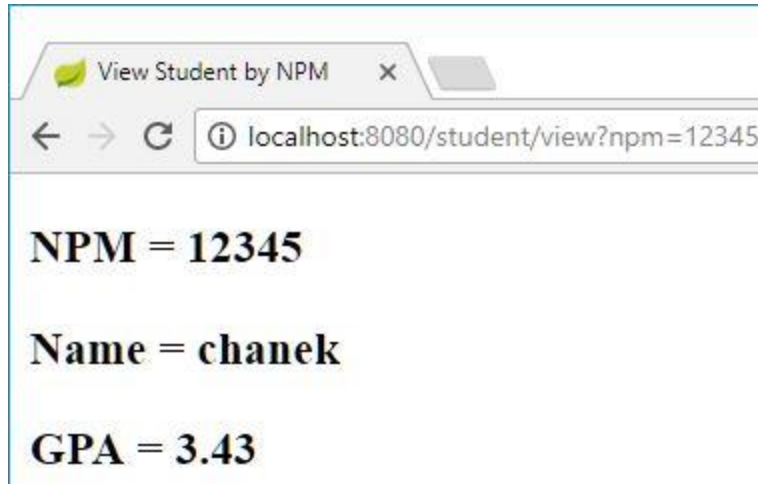 View Student by NPM
localhost:8080/student/view?npm=12345
NPM = 12345
Name = chanek
GPA = 3.43